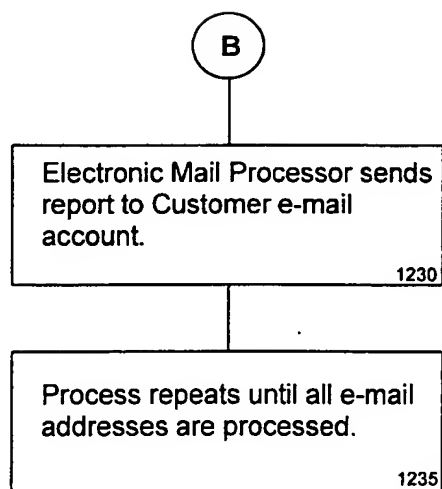 B
Electronic Mail Processor sends
report to Customer e-mail
account.
1230
Process repeats until all e-mail
addresses are processed.
1235